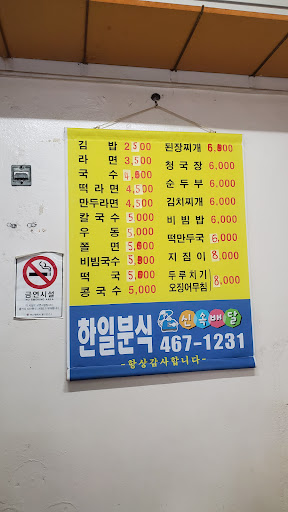 김밥 2,500
라면 3,500
국수 4,000
떡라면 4,500
만두라면 4,500
칼국수 5,000
우동 5,000
쫄면 5,000
비빔국수 5,500
떡국 5,000
콩국수 5,000
된장찌개 6,000
청국장 6,000
순두부 6,000
김치찌개 6,000
비빔밥 6,000
떡만두국 6,000
지짐이 8,000
두루치기
오징어무침 8,000
한일분식
신속배달
467-1231
-항상감사합니다-
금연시설